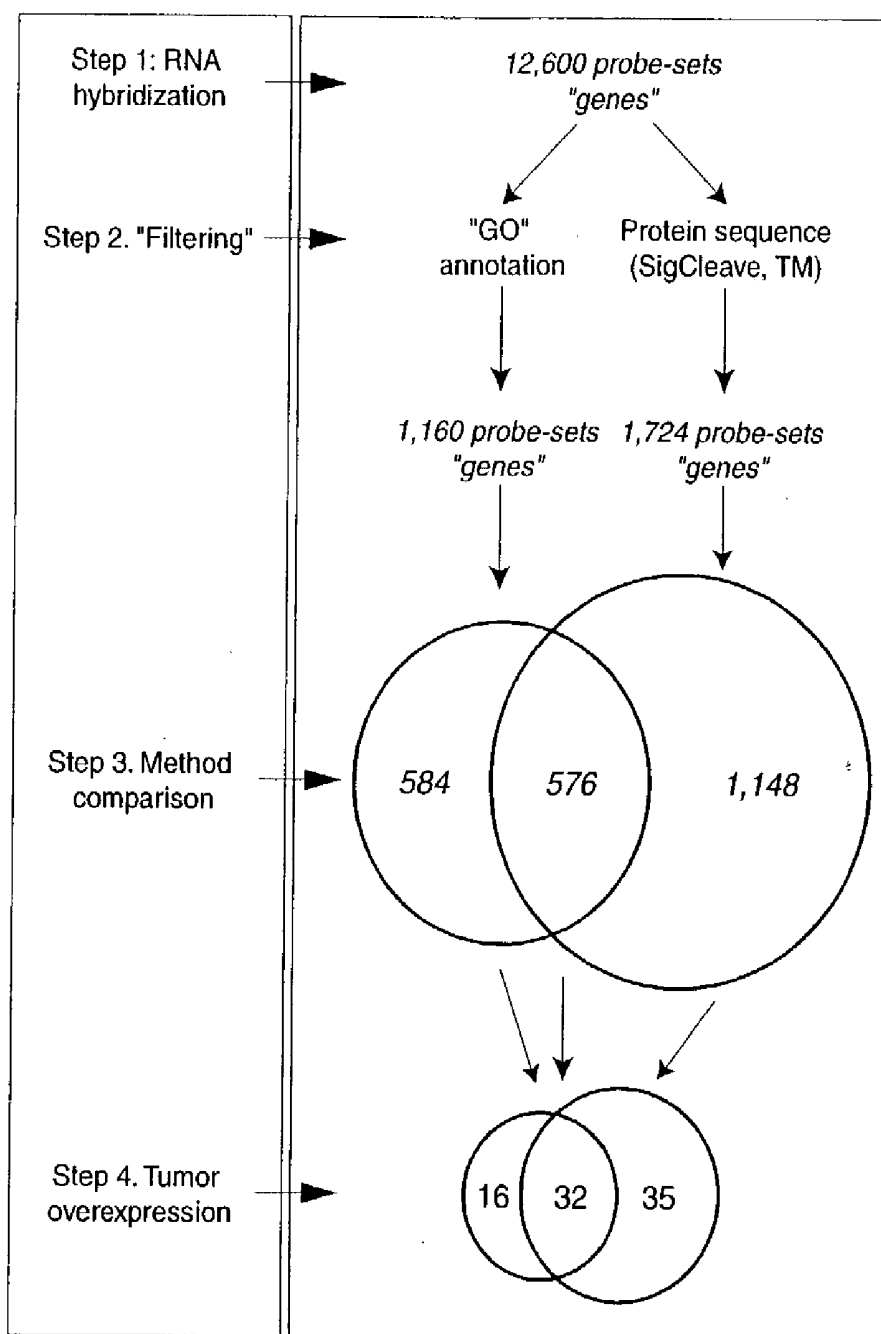 Step 1: RNA
hybridization
12,600 probe-sets
"genes"
Step 2. "Filtering"
"GO"
annotation
Protein sequence
(SigCleave, TM)
1,160 probe-sets
"genes"
1,724 probe-sets
"genes"
Step 3. Method
comparison
584
576
1,148
Step 4. Tumor
overexpression
16
32
35